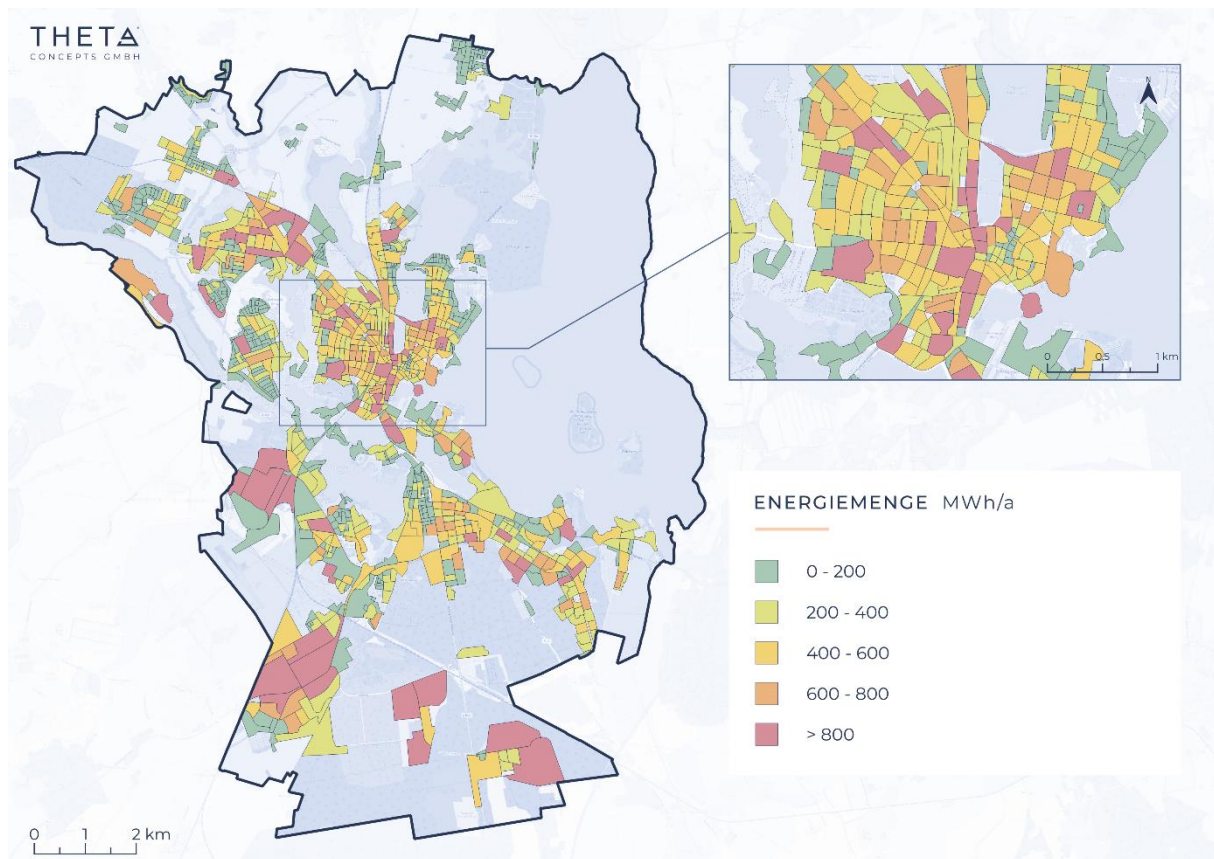 THETA
CONCEPTS GMBH
N
0 0.5 1 km
ENERGIEMENGE MWh/a
0 - 200
200 - 400
400 - 600
600 - 800
> 800
0 1 2 km